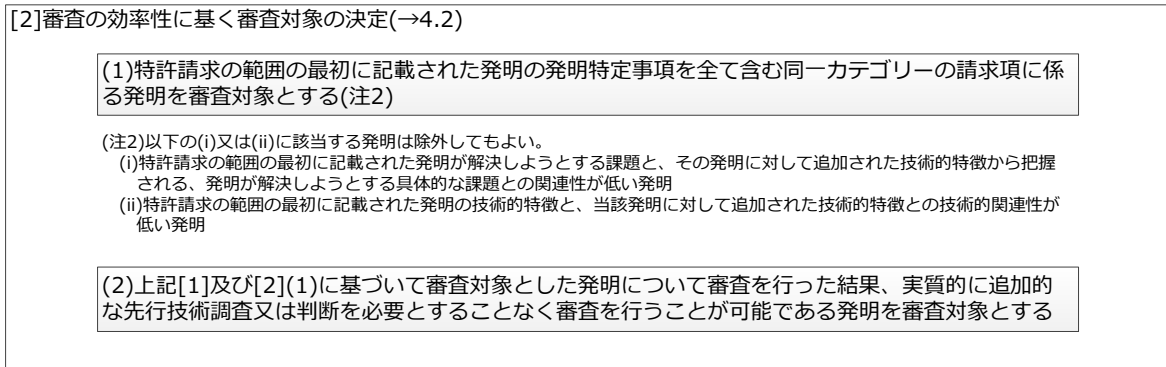 [2]審査の効率性に基く審査対象の決定(→4.2)
(1)特許請求の範囲の最初に記載された発明の発明特定事項を全て含む同一カテゴリーの請求項に係
る発明を審査対象とする(注2)
(注2)以下の(i)又は(ii)に該当する発明は除外してもよい。
(i)特許請求の範囲の最初に記載された発明が解決しようとする課題と、その発明に対して追加された技術的特徴から把握
される、発明が解決しようとする具体的な課題との関連性が低い発明
(ii)特許請求の範囲の最初に記載された発明の技術的特徴と、当該発明に対して追加された技術的特徴との技術的関連性が
低い発明
(2)上記[1]及び[2](1)に基づいて審査対象とした発明について審査を行った結果、実質的に追加的
な先行技術調査又は判断を必要とすることなく審査を行うことが可能である発明を審査対象とする